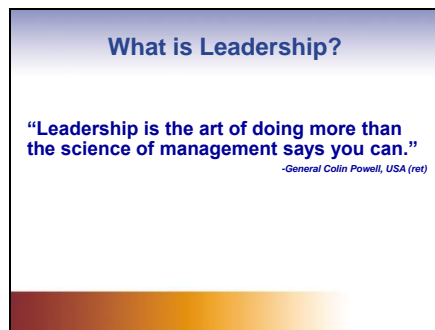 What is Leadership?
“Leadership is the art of doing more than
the science of management says you can.”
-General Colin Powell, USA (ret)